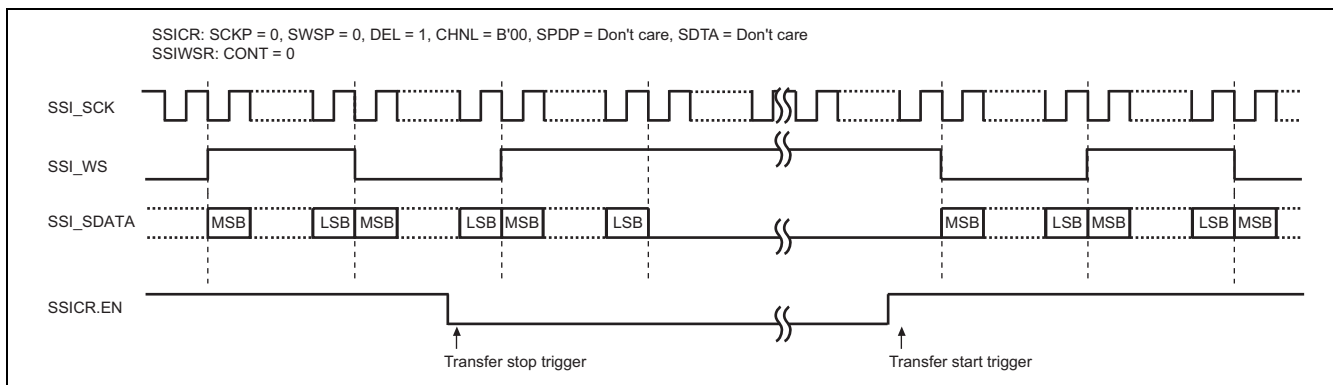 SSICR: SCKP = 0, SWSP = 0, DEL = 1, CHNL = B'00, SPDP = Don't care, SDTA = Don't care
SSIWSR: CONT = 0
SSI_SCK
SSI_WS
SSI_SDATA
MSB LSB MSB LSB MSB LSB MSB LSB MSB LSB MSB
SSICR.EN
Transfer stop trigger
Transfer start trigger